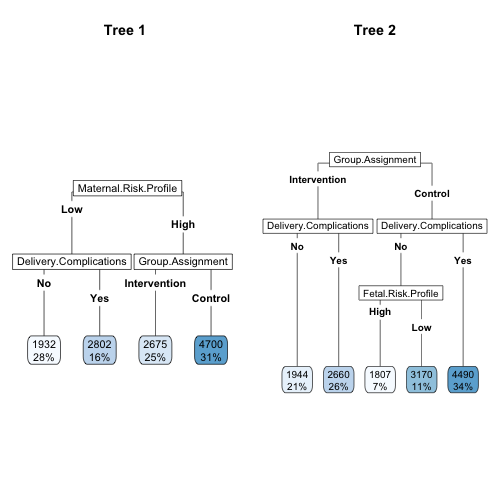 Tree 1
Maternal.Risk.Profile
Low
High
Delivery.Complications
Group.Assignment
No
Yes
Intervention
Control
1932
28%
2802
16%
2675
25%
4700
31%
Tree 2
Group.Assignment
Intervention
Control
Delivery.Complications
Delivery.Complications
No
Yes
No
Yes
Fetal.Risk.Profile
High
Low
1944
21%
2660
26%
1807
7%
3170
11%
4490
34%